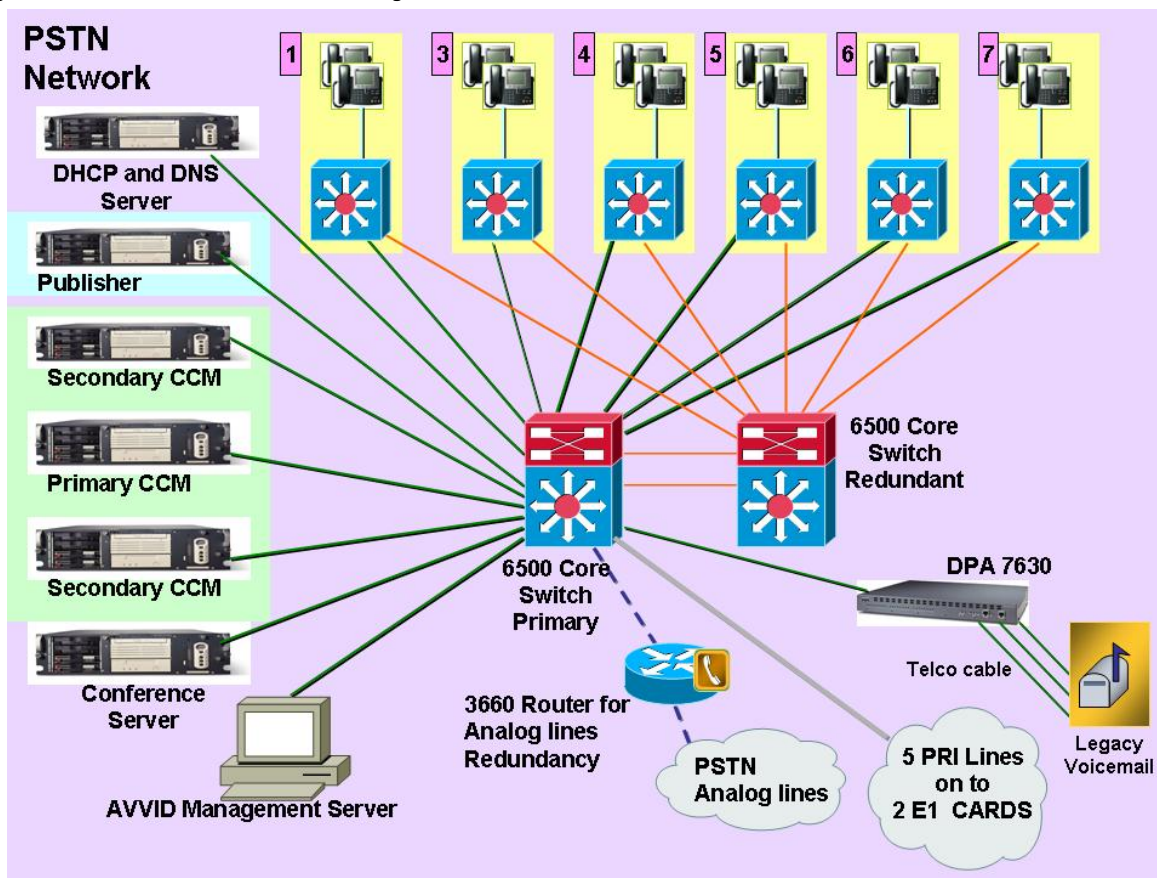 PSTN
Network
1
3
4
5
6
7
DHCP and DNS
Server
Publisher
Secondary CCM
Primary CCM
Secondary CCM
Conference
Server
AVVID Management Server
6500 Core
Switch
Primary
6500 Core
Switch
Redundant
DPA 7630
Telco cable
Legacy
Voicemail
3660 Router for
Analog lines
Redundancy
PSTN
Analog lines
5 PRI Lines
on to
2 E1 CARDS